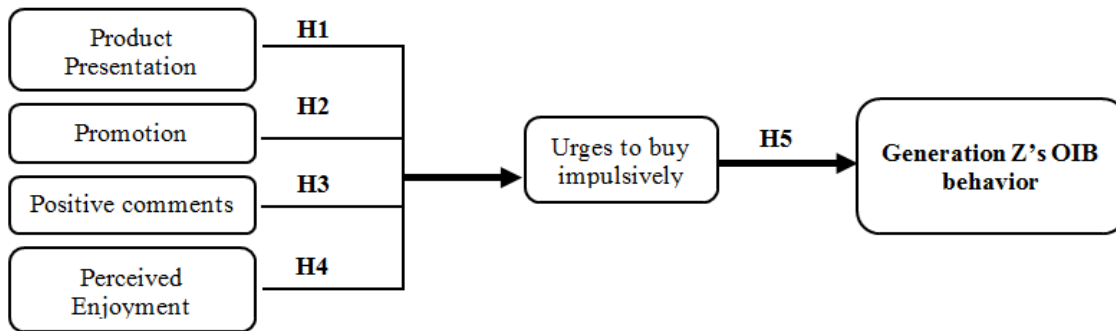 Product
Presentation
H1
Promotion
H2
Positive comments
H3
Perceived
Enjoyment
H4
Urges to buy
impulsively
H5
Generation Z’s OIB
behavior